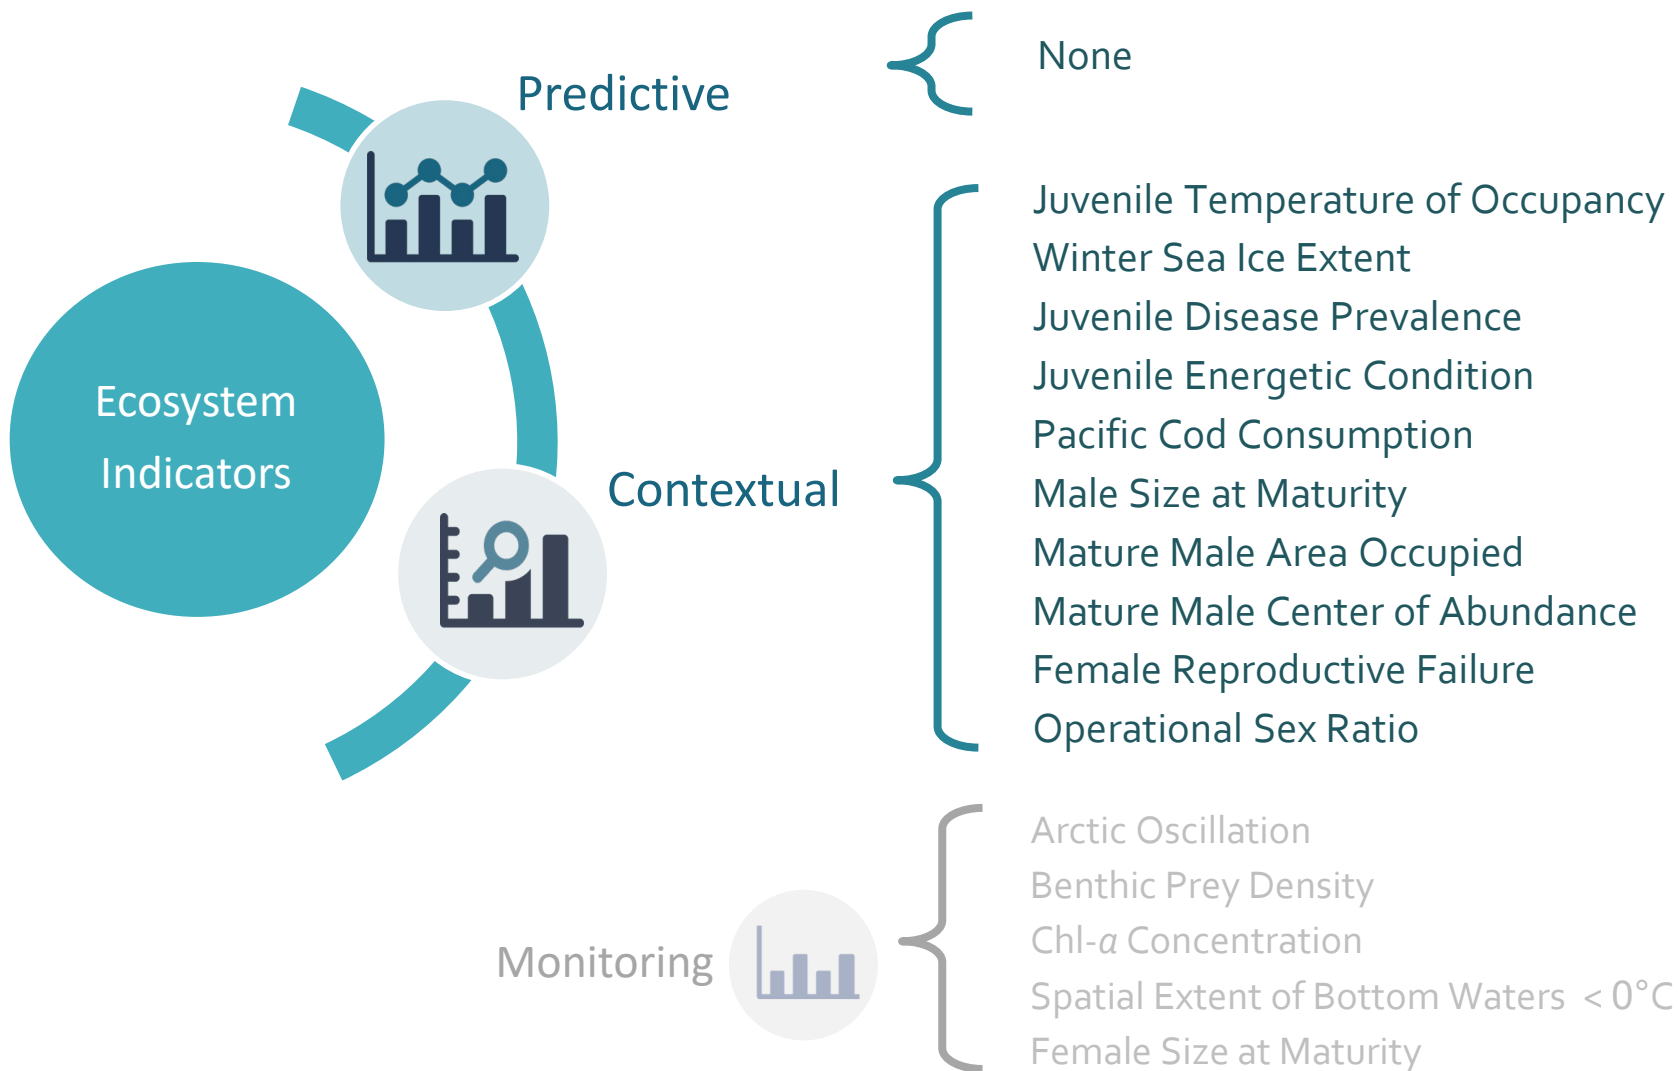 Ecosystem
Indicators
Predictive
None
Contextual
Juvenile Temperature of Occupancy
Winter Sea Ice Extent
Juvenile Disease Prevalence
Juvenile Energetic Condition
Pacific Cod Consumption
Male Size at Maturity
Mature Male Area Occupied
Mature Male Center of Abundance
Female Reproductive Failure
Operational Sex Ratio
Monitoring
Arctic Oscillation
Benthic Prey Density
Chl-a Concentration
Spatial Extent of Bottom Waters < 0°C
Female Size at Maturity